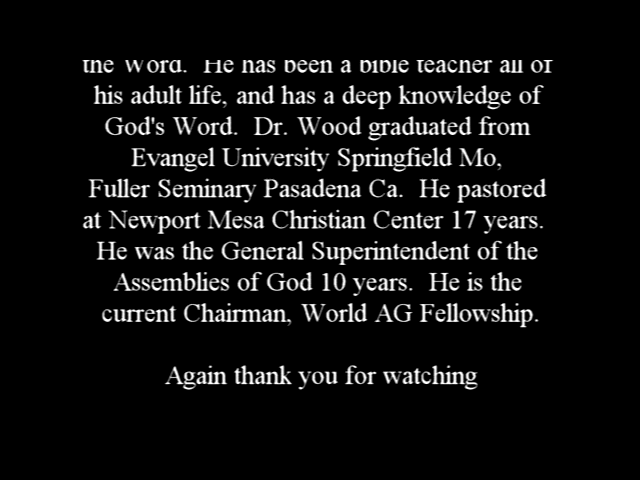 the Word. He has been a bible teacher all of
his adult life, and has a deep knowledge of
God's Word. Dr. Wood graduated from
Evangel University Springfield Mo,
Fuller Seminary Pasadena Ca. He pastored
at Newport Mesa Christian Center 17 years.
He was the General Superintendent of the
Assemblies of God 10 years. He is the
current Chairman, World AG Fellowship.
Again thank you for watching